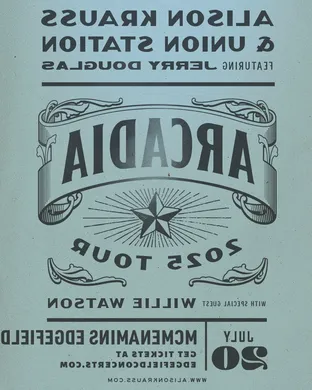 ALISON KRAUSS
& UNION STATION
FEATURING JERRY DOUGLAS
ARCADIA
2025 TOUR
WITH SPECIAL GUEST WILLIE WATSON
JULY
20
MCMENAMINS EDGEFIELD
GET TICKETS AT
EDGEFIELDCONCERTS.COM
WWW.ALISONKRAUSS.COM